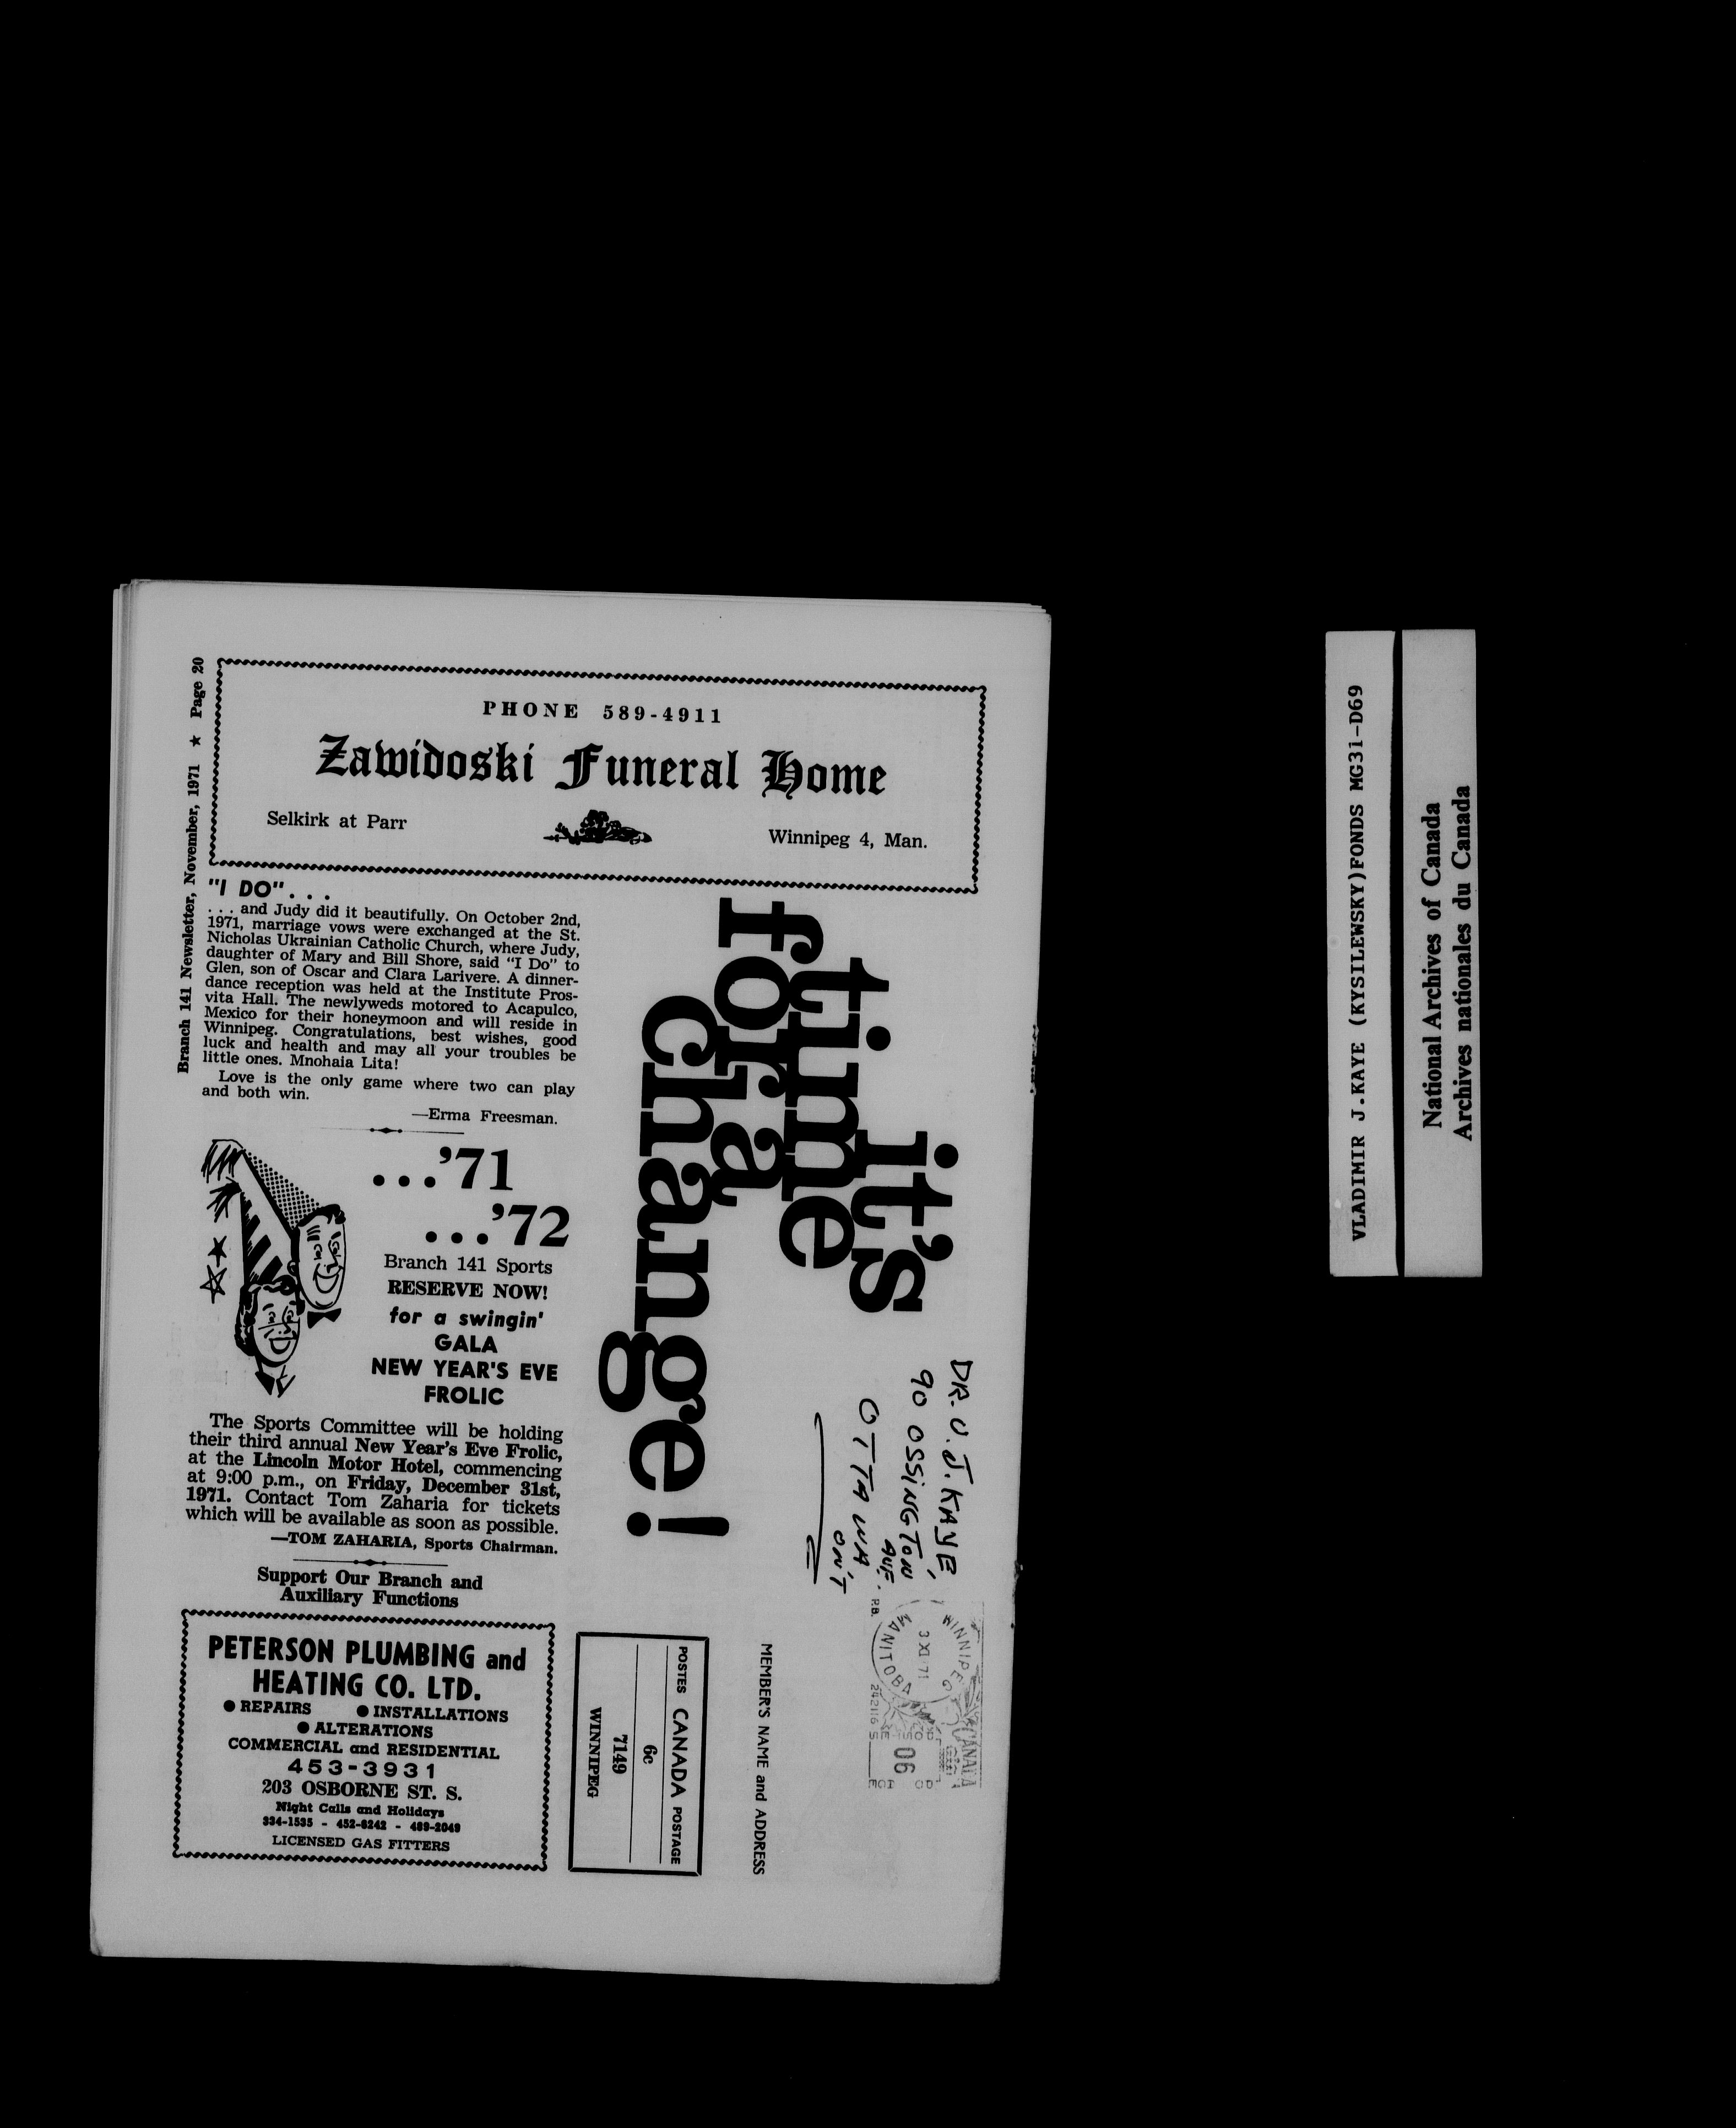 Branch 141 Newsletter, November, 1971 ★ Page 20
PHONE 589-4911
Zawidoski Funeral Home
Selkirk at Parr
Winnipeg 4, Man.
"I DO" . . .
. . . and Judy did it beautifully. On October 2nd,
1971, marriage vows were exchanged at the St.
Nicholas Ukrainian Catholic Church, where Judy,
daughter of Mary and Bill Shore, said "I Do" to
Glen, son of Oscar and Clara Larivere. A dinner-
dance reception was held at the Institute Pros-
vita Hall. The newlyweds motored to Acapulco,
Mexico for their honeymoon and will reside in
Winnipeg. Congratulations, best wishes, good
luck and health and may all your troubles be
little ones. Mnohaia Lita!
Love is the only game where two can play
and both win.
—Erma Freesman.
...'71
...'72
Branch 141 Sports
RESERVE NOW!
for a swingin'
GALA
NEW YEAR'S EVE
FROLIC
The Sports Committee will be holding
their third annual New Year's Eve Frolic,
at the Lincoln Motor Hotel, commencing
at 9:00 p.m., on Friday, December 31st,
1971. Contact Tom Zaharia for tickets
which will be available as soon as possible.
—TOM ZAHARIA, Sports Chairman.
Support Our Branch and
Auxiliary Functions
PETERSON PLUMBING and
HEATING CO. LTD.
● REPAIRS ● INSTALLATIONS
● ALTERATIONS
COMMERCIAL and RESIDENTIAL
453-3931
203 OSBORNE ST. S.
Night Calls and Holidays
334-1535 - 452-6242 - 489-2049
LICENSED GAS FITTERS
it's
time
for a
change!
DR. V. J. KAYE,
90 OSSINGTON
AVE.
OTTAWA
ONT
WINNIPEG
MANITOBA
3 XI 71
P.B.
242116
CANADA
06
MEMBER'S NAME and ADDRESS
POSTES CANADA POSTAGE
6c
7149
WINNIPEG
VLADIMIR J.KAYE (KYSILEWSKY)FONDS MG31-D69
National Archives of Canada
Archives nationales du Canada